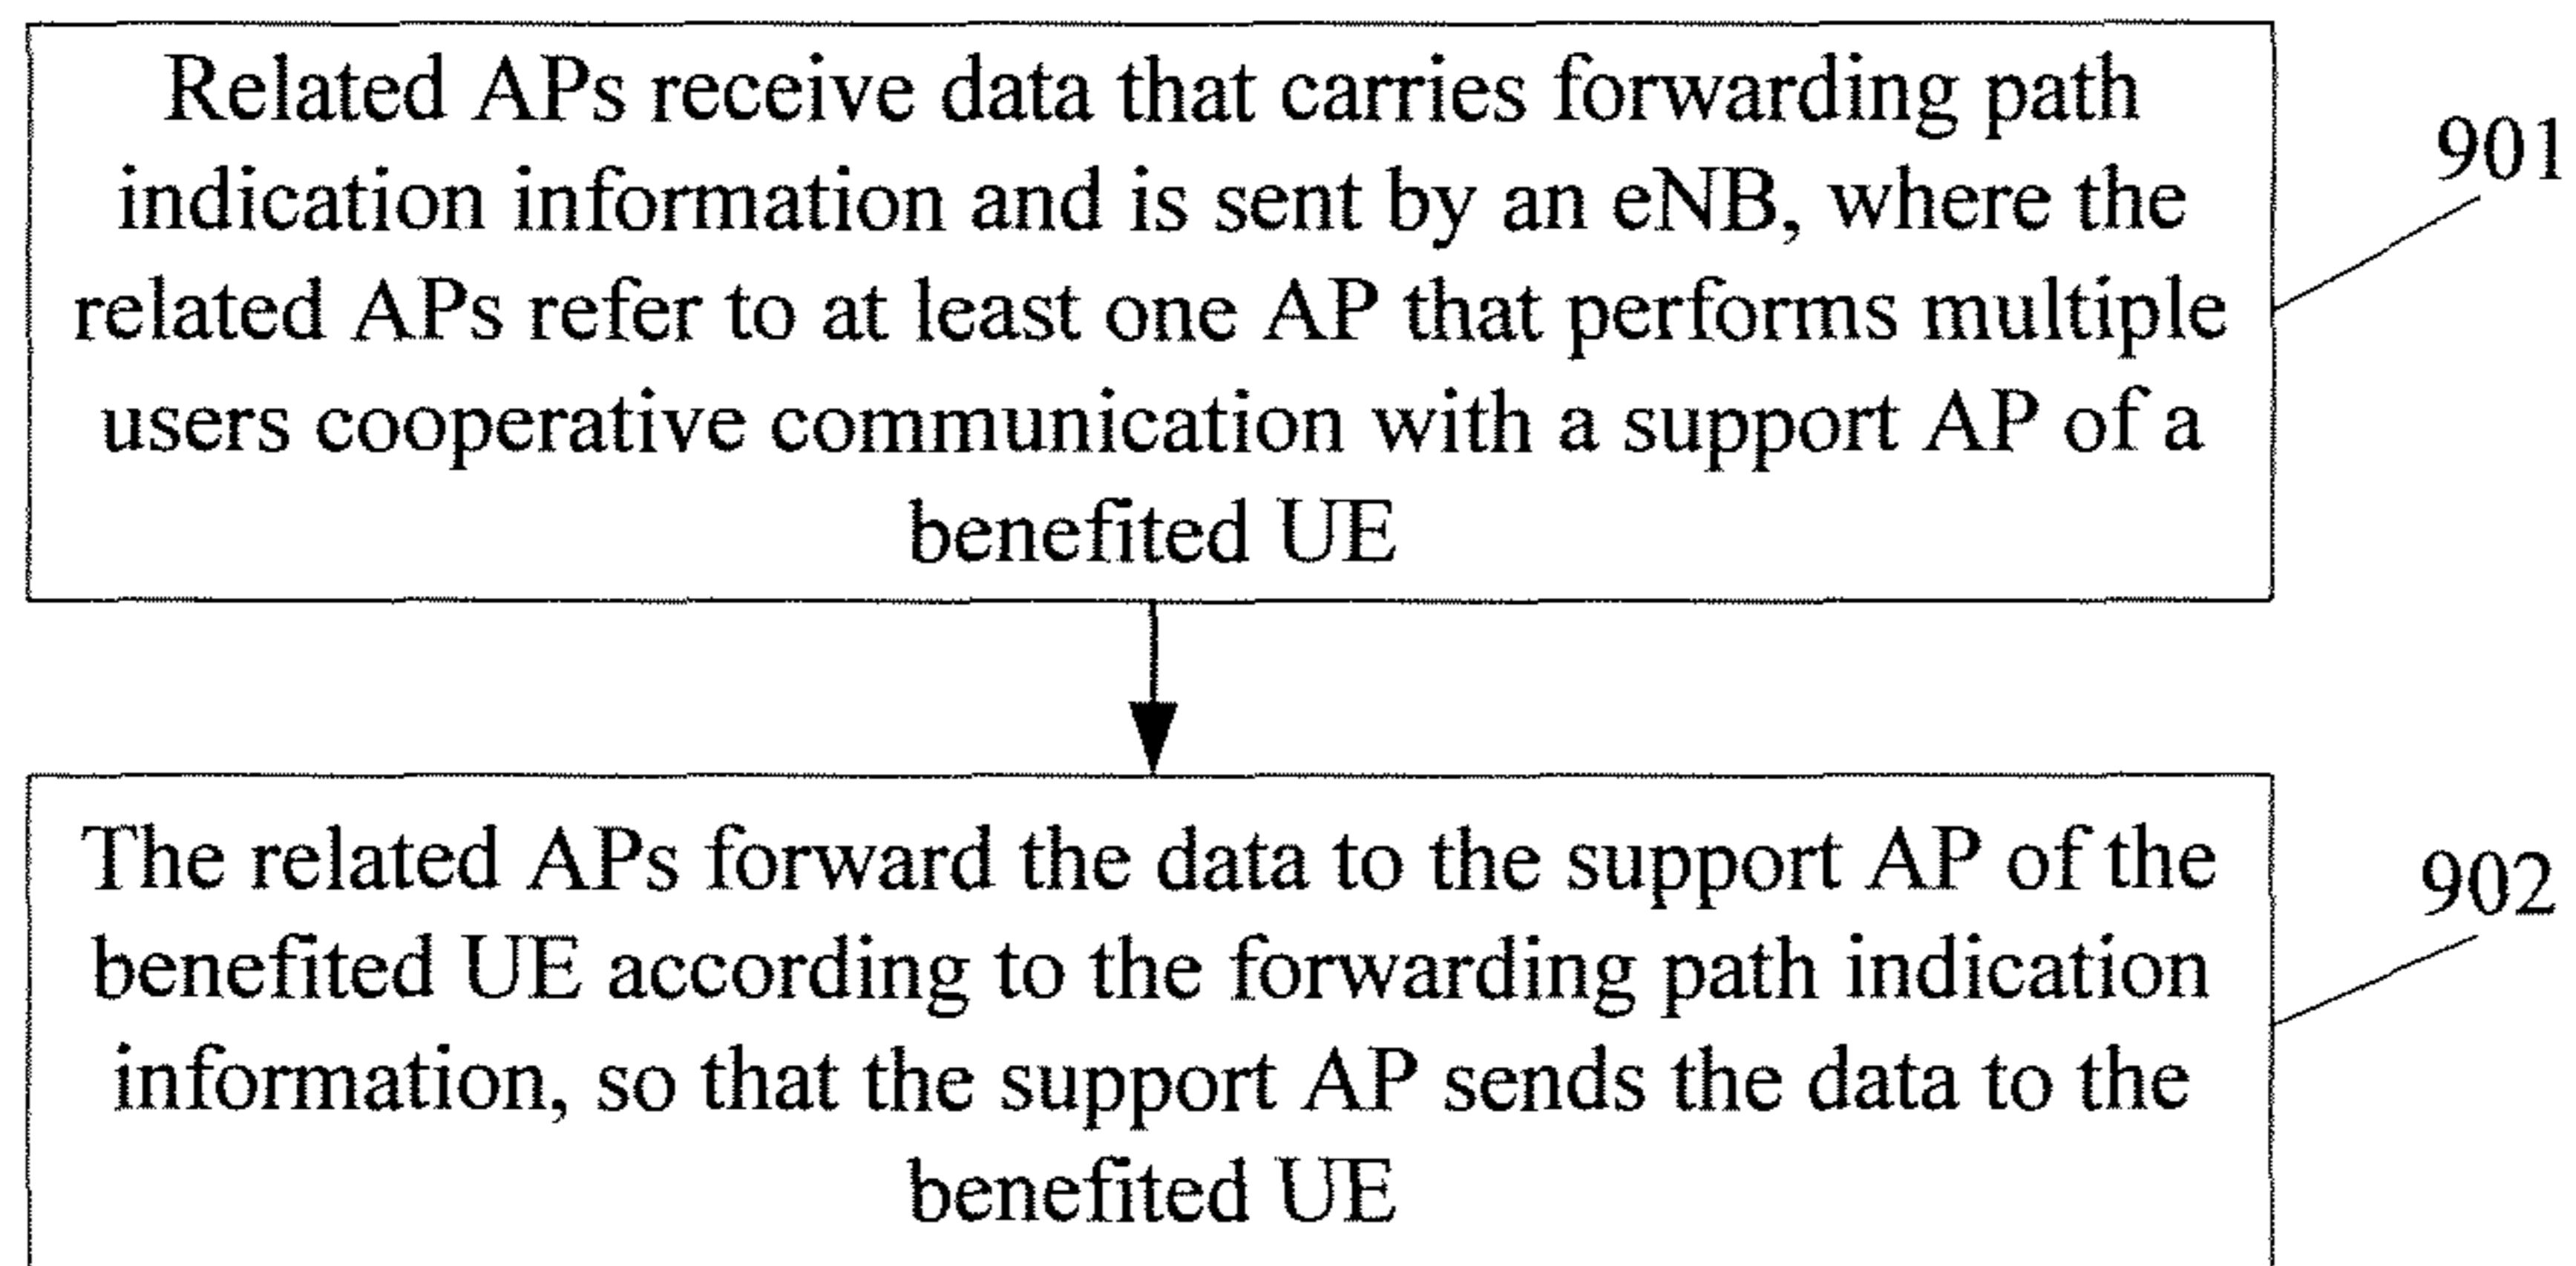 Related APs receive data that carries forwarding path
indication information and is sent by an eNB, where the
related APs refer to at least one AP that performs multiple
users cooperative communication with a support AP of a
benefited UE
901
The related APs forward the data to the support AP of the
benefited UE according to the forwarding path indication
information, so that the support AP sends the data to the
benefited UE
902